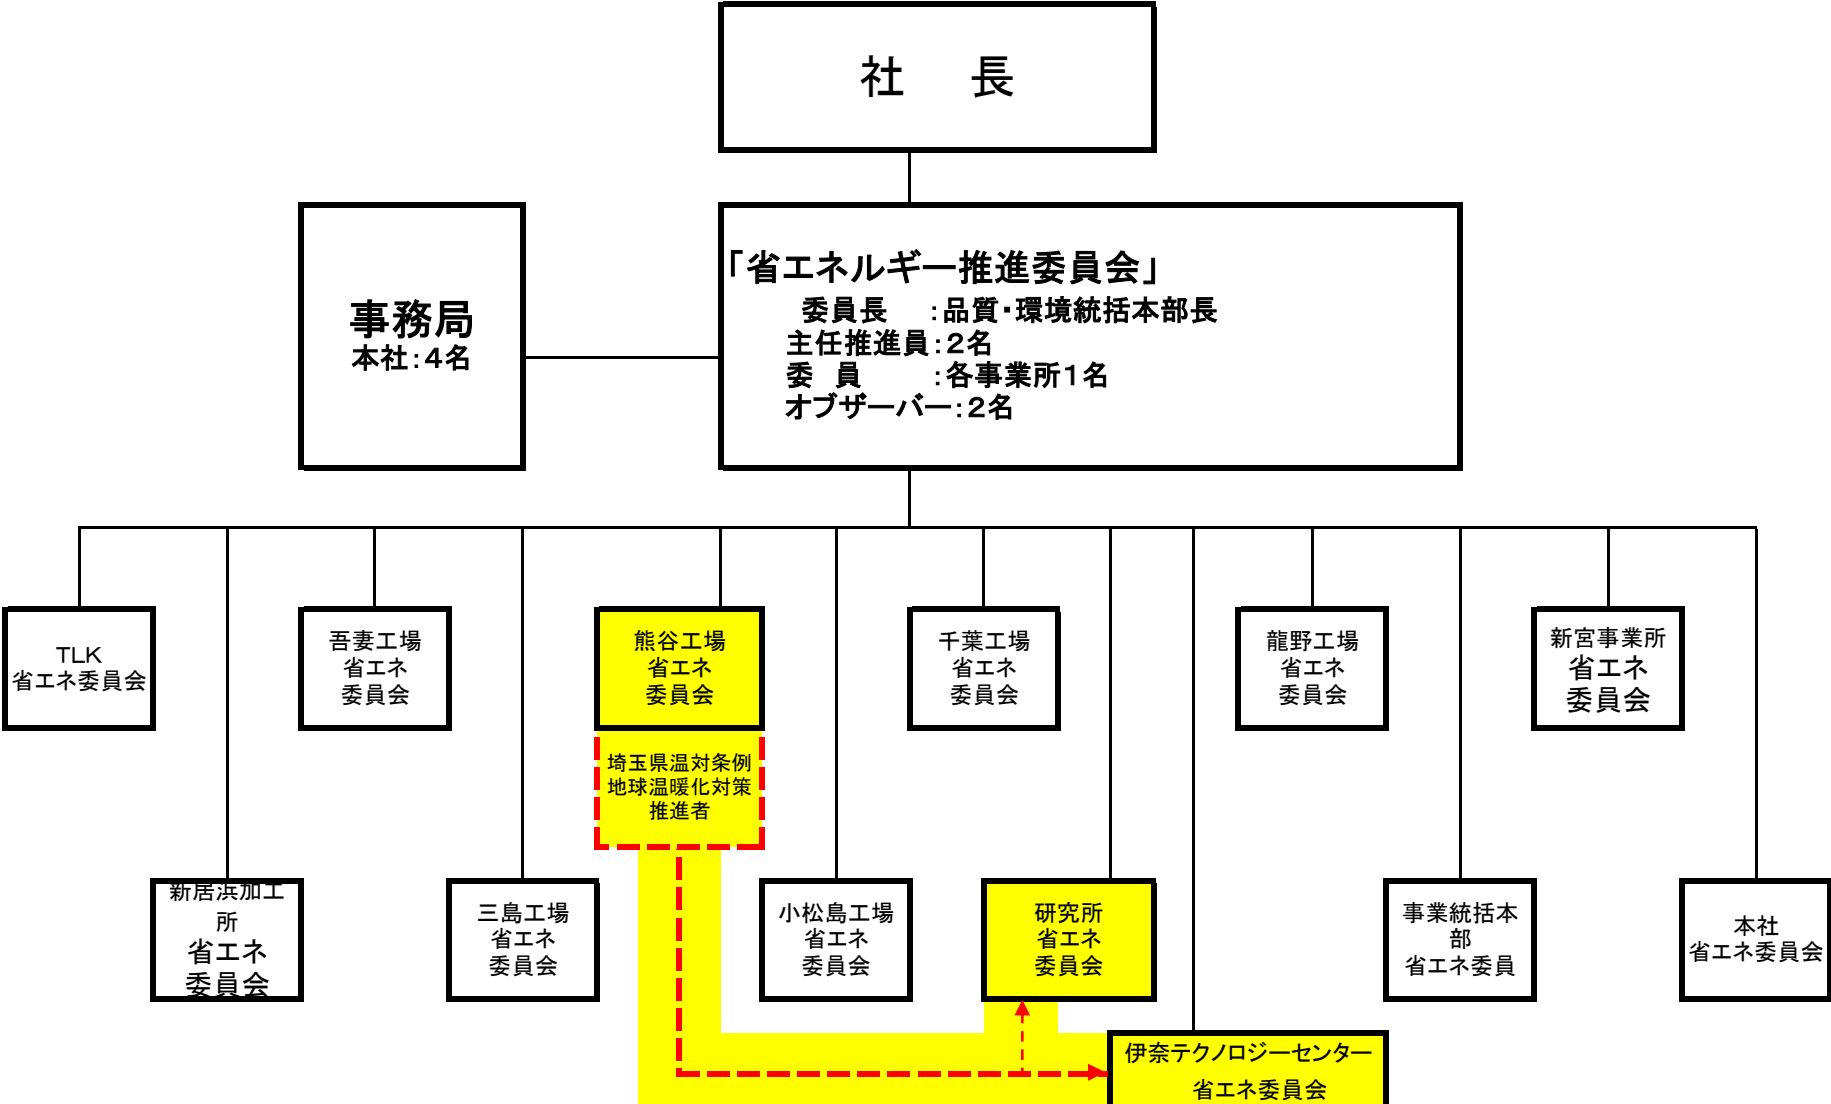 社　長
事務局
本社：４名
「省エネルギー推進委員会」
委員長　：品質・環境統括本部長
主任推進員：２名
委　員　　：各事業所１名
オブザーバー：２名
TLK
省エネ委員会
吾妻工場
省エネ
委員会
熊谷工場
省エネ
委員会
千葉工場
省エネ
委員会
龍野工場
省エネ
委員会
新宮事業所
省エネ
委員会
埼玉県温対条例
地球温暖化対策
推進者
新居浜加工
所
省エネ
委員会
三島工場
省エネ
委員会
小松島工場
省エネ
委員会
研究所
省エネ
委員会
事業統括本
部
省エネ委員
本社
省エネ委員会
伊奈テクノロジーセンター
省エネ委員会